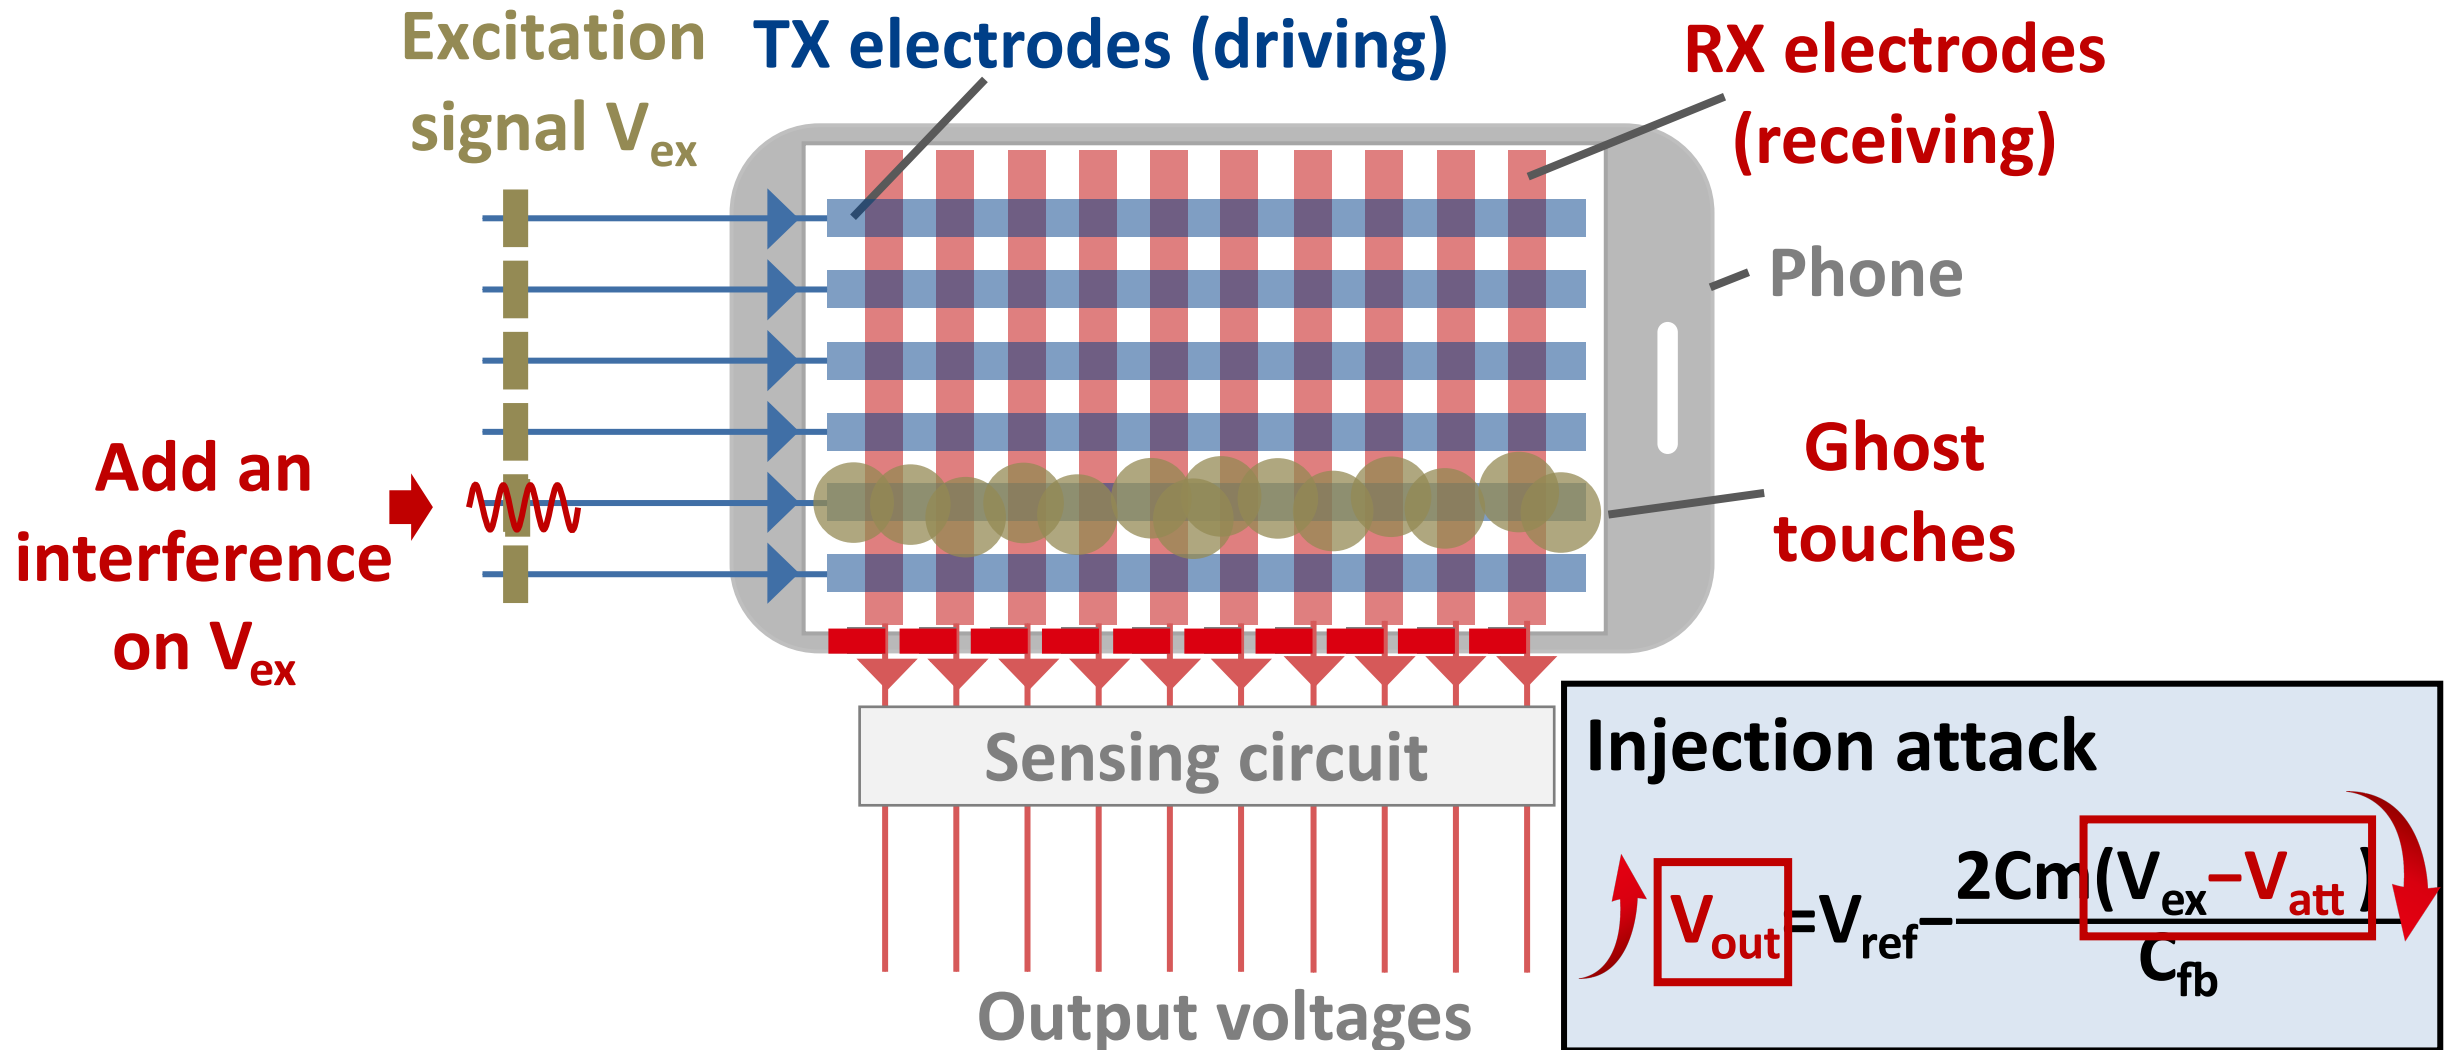 Excitation
signal Vex
TX electrodes (driving)
RX electrodes
(receiving)
Phone
Ghost
touches
Add an
interference
on Vex
Sensing circuit
Output voltages
Injection attack
Vout=Vref−2Cm(Vex−Vatt)
Cfb